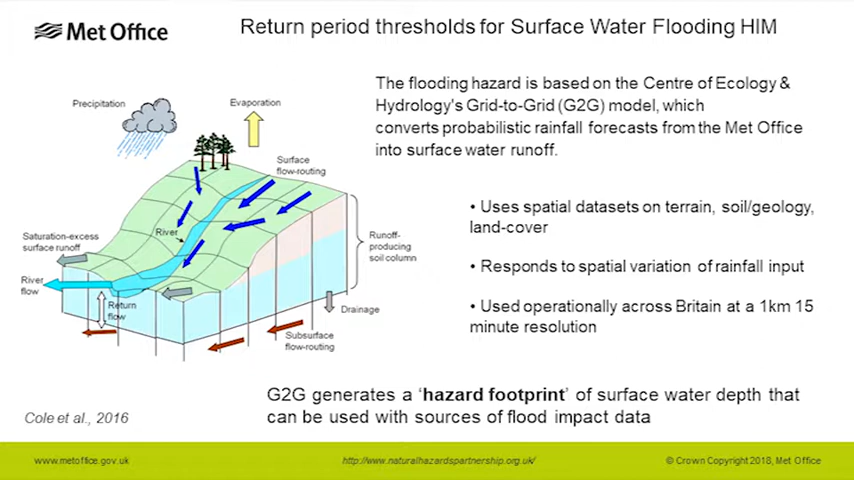 Met Office
Return period thresholds for Surface Water Flooding HIM
The flooding hazard is based on the Centre of Ecology &
Hydrology's Grid-to-Grid (G2G) model, which
converts probabilistic rainfall forecasts from the Met Office
into surface water runoff.
Precipitation
Evaporation
Surface
flow-routing
River
Saturation-excess
surface runoff
River
flow
Return
flow
Runoff-
producing
soil column
Drainage
Subsurface
flow-routing
• Uses spatial datasets on terrain, soil/geology,
land-cover
• Responds to spatial variation of rainfall input
• Used operationally across Britain at a 1km 15
minute resolution
G2G generates a ‘hazard footprint’ of surface water depth that
can be used with sources of flood impact data
Cole et al., 2016
www.metoffice.gov.uk
http://www.naturalhazardspartnership.org.uk/
© Crown Copyright 2018, Met Office